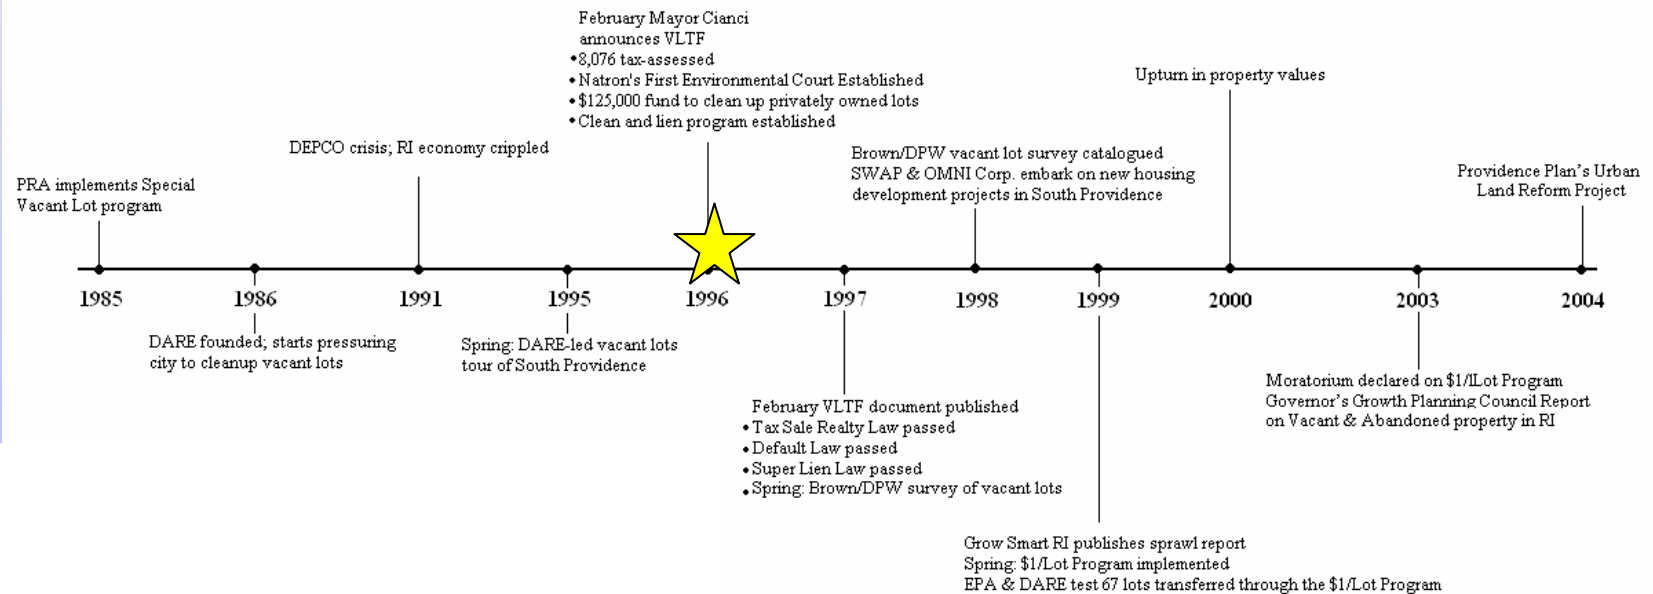 February Mayor Cianci
announces VLTF
•8,076 tax-assessed
•Natron's First Environmental Court Established
•$125,000 fund to clean up privately owned lots
•Clean and lien program established
Upturn in property values
DEPCO crisis; RI economy crippled
Brown/DPW vacant lot survey catalogued
SWAP & OMNI Corp. embark on new housing
development projects in South Providence
PRA implements Special
Vacant Lot program
Providence Plan's Urban
Land Reform Project
1985 1986 1991 1995 1996 1997 1998 1999 2000 2003 2004
DARE founded; starts pressuring
city to cleanup vacant lots
Spring: DARE-led vacant lots
tour of South Providence
February VLTF document published
•Tax Sale Realty Law passed
•Default Law passed
•Super Lien Law passed
•Spring: Brown/DPW survey of vacant lots
Moratorium declared on $1/lLot Program
Governor's Growth Planning Council Report
on Vacant & Abandoned property in RI
Grow Smart RI publishes sprawl report
Spring: $1/Lot Program implemented
EPA & DARE test 67 lots transferred through the $1/Lot Program